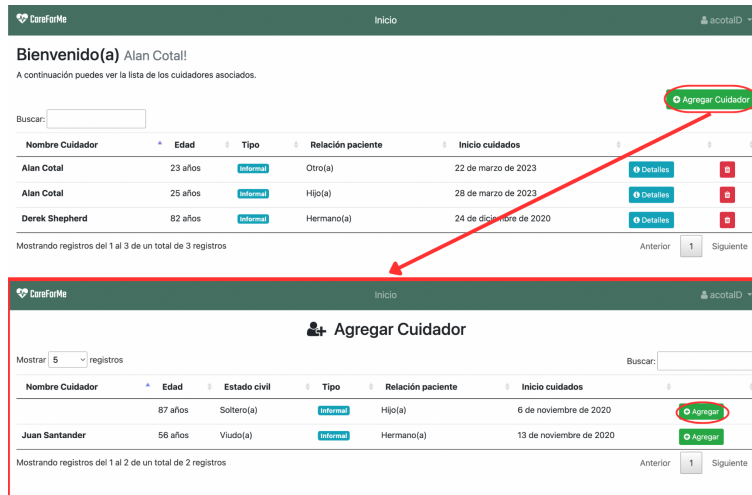 CareForMe Inicio acotalD
Bienvenido(a) Alan Cotal!
A continuación puedes ver la lista de los cuidadores asociados.
Agregar Cuidador
Buscar:
Nombre Cuidador Edad Tipo Relación paciente Inicio cuidados
Alan Cotal 23 años Informal Otro(a) 22 de marzo de 2023 Detalles
Alan Cotal 25 años Informal Hijo(a) 28 de marzo de 2023 Detalles
Derek Shepherd 82 años Informal Hermano(a) 24 de diciembre de 2020 Detalles
Mostrando registros del 1 al 3 de un total de 3 registros Anterior 1 Siguiente
CareForMe Inicio acotalD
Agregar Cuidador
Mostrar 5 registros Buscar:
Nombre Cuidador Edad Estado civil Tipo Relación paciente Inicio cuidados
87 años Soltero(a) Informal Hijo(a) 6 de noviembre de 2020 Agregar
Juan Santander 56 años Viudo(a) Informal Hermano(a) 13 de noviembre de 2020 Agregar
Mostrando registros del 1 al 2 de un total de 2 registros Anterior 1 Siguiente